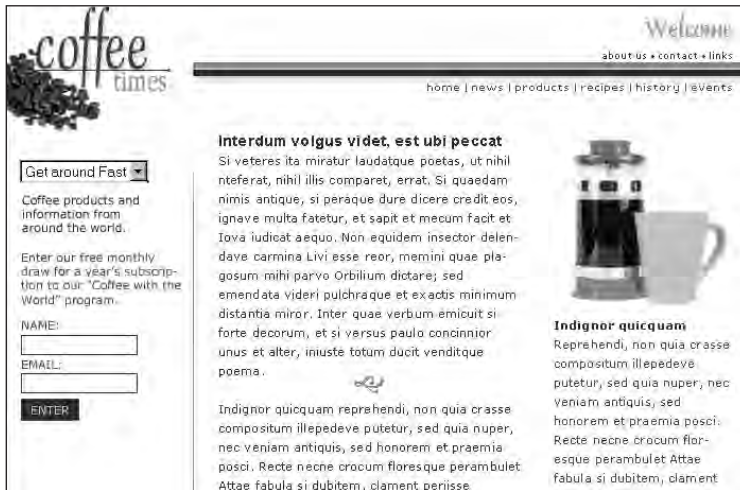 coffee
times
Welcome
about us • contact • links
home | news | products | recipes | history | events
Get around Fast
Coffee products and
information from
around the world.
Enter our free monthly
draw for a year's subscrip-
tion to our "Coffee with the
World" program.
NAME:
EMAIL:
ENTER
Interdum volgus videt, est ubi peccat
Si veteres ita miratur laudatque poetas, ut nihil
nteferat, nihil illis comparet, errat. Si quaedam
nimis antique, si peraque dure dicere credit eos,
ignave multa fatetur, et sapit et mecum facit et
Iova iudicat aequo. Non equidem insector delen-
dave carmina Livi esse reor, memini quae pla-
gosum mihi parvo Orbilium dictare; sed
emendata videri pulchraque et exactis minimum
distantia miror. Inter quae verbum emicuit si
forte decorum, et si versus paulo concinnior
unus et alter, iniuste totum ducit venditque
poema.
Indignor quicquam reprehendi, non quia crasse
compositum illepedeve putetur, sed quia nuper,
nec veniam antiquis, sed honorem et praemia
posci. Recte necne crocum floresque perambulet
Attae fabula si dubitem, clament periisse
Indignor quicquam
Reprehendi, non quia crasse
compositum illepedeve
putetur, sed quia nuper, nec
veniam antiquis, sed
honorem et praemia posci.
Recte necne crocum flor-
esque perambulet Attae
fabula si dubitem, clament